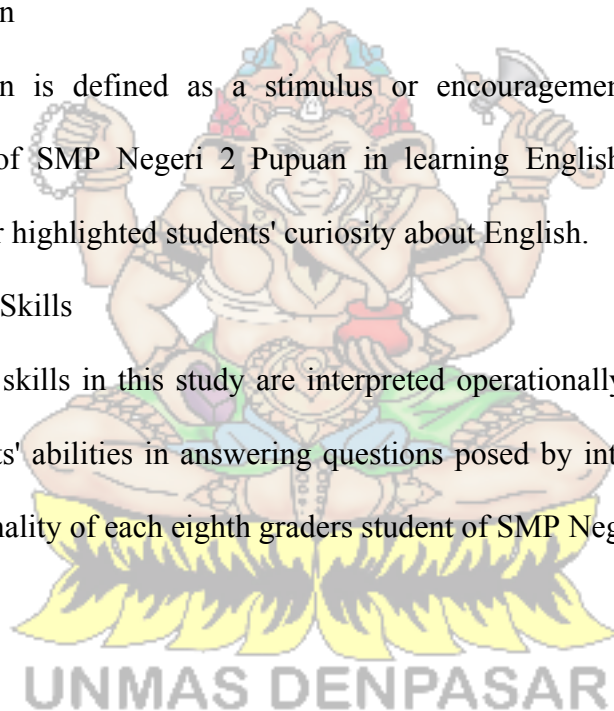 n
n is defined as a stimulus or encouragemen
of SMP Negeri 2 Pupuan in learning English
r highlighted students' curiosity about English.
Skills
skills in this study are interpreted operationally
ts' abilities in answering questions posed by int
nality of each eighth graders student of SMP Neg
UNMAS DENPASAR